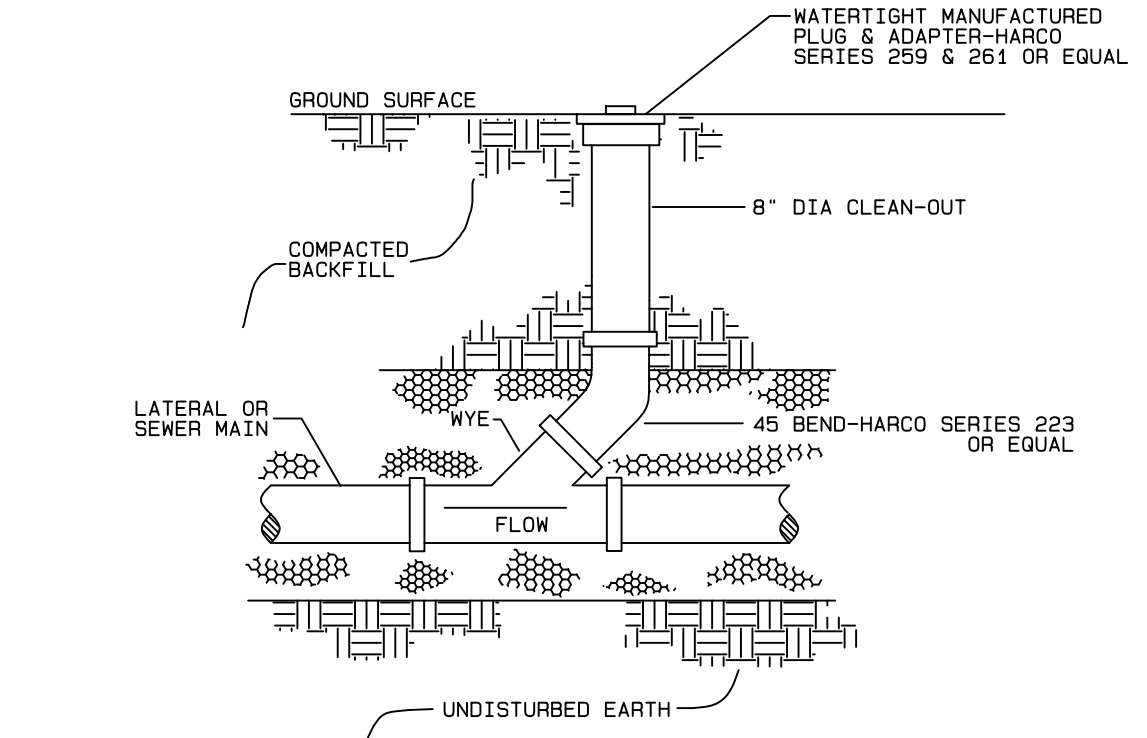 WATERTIGHT MANUFACTURED
PLUG & ADAPTER-HARCO
SERIES 259 & 261 OR EQUAL
GROUND SURFACE
8" DIA CLEAN-OUT
COMPACTED
BACKFILL
LATERAL OR
SEWER MAIN
WYE
45 BEND-HARCO SERIES 223
OR EQUAL
FLOW
UNDISTURBED EARTH